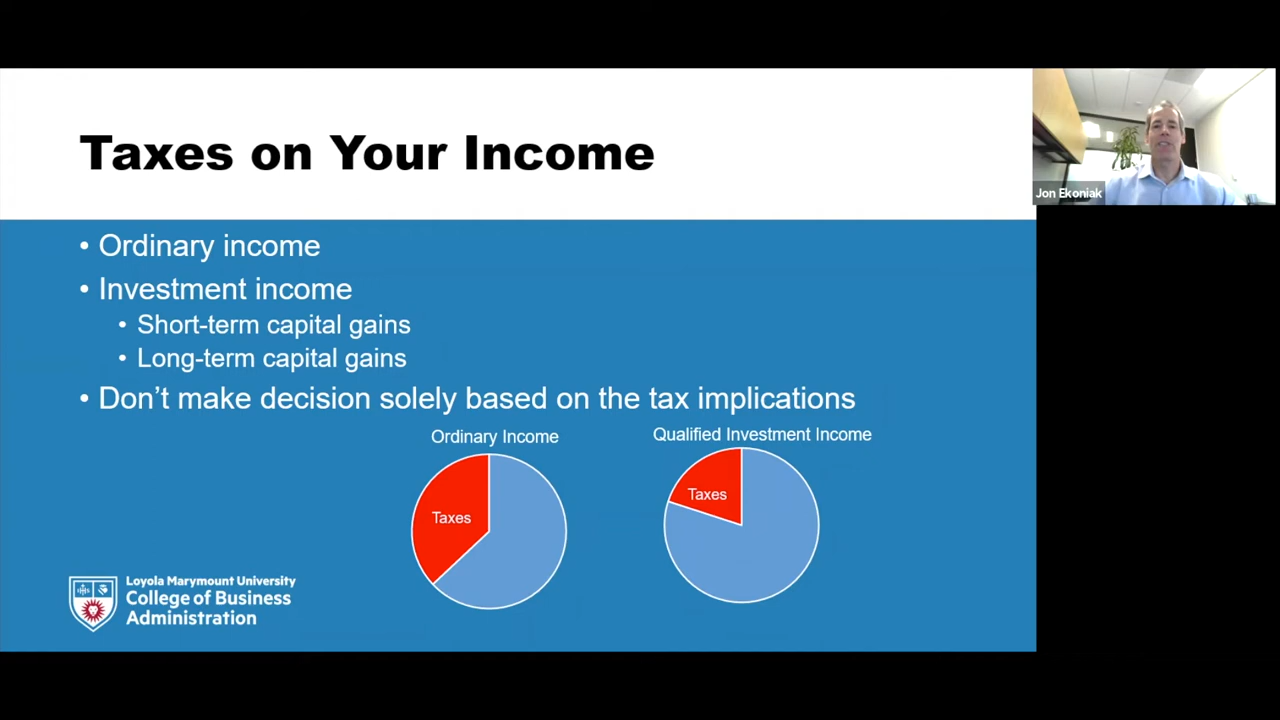 Taxes on Your Income
Jon Ekoniak
• Ordinary income
• Investment income
• Short-term capital gains
• Long-term capital gains
• Don’t make decision solely based on the tax implications
Ordinary Income
Qualified Investment Income
Taxes
Taxes
Loyola Marymount University
College of Business
Administration